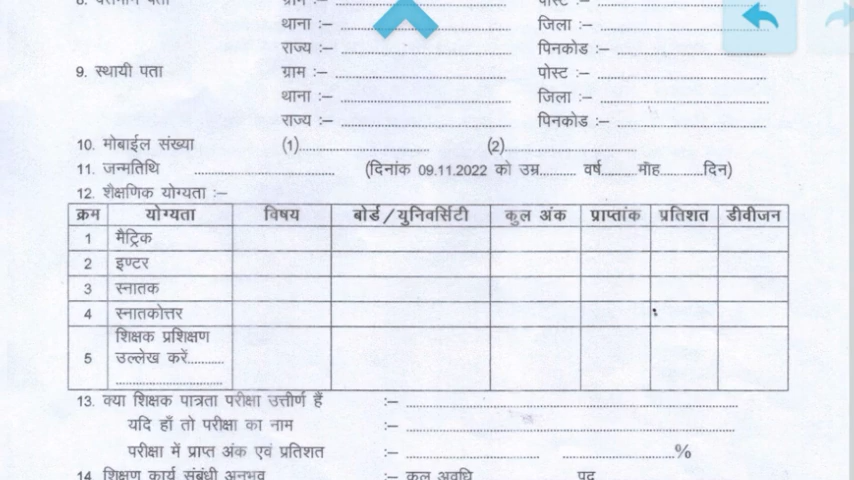 8. वर्तमान पता ग्राम :– पोस्ट :–
थाना :– जिला :–
राज्य :– पिनकोड :–
9. स्थायी पता ग्राम :– पोस्ट :–
थाना :– जिला :–
राज्य :– पिनकोड :–
10. मोबाईल संख्या (1) (2)
11. जन्मतिथि (दिनांक 09.11.2022 को उम्र......... वर्ष.........मॉह.........दिन)
12. शैक्षणिक योग्यता :–
क्रम योग्यता विषय बोर्ड / युनिवर्सिटी कुल अंक प्राप्तांक प्रतिशत डीवीजन
1 मैट्रिक
2 इण्टर
3 स्नातक
4 स्नातकोत्तर
5 शिक्षक प्रशिक्षण
उल्लेख करें.........
13. क्या शिक्षक पात्रता परीक्षा उत्तीर्ण हैं :–
यदि हाँ तो परीक्षा का नाम :–
परीक्षा में प्राप्त अंक एवं प्रतिशत :– %
14 शिक्षण कार्य संबंधी अनुभव :– कुल अवधि पद